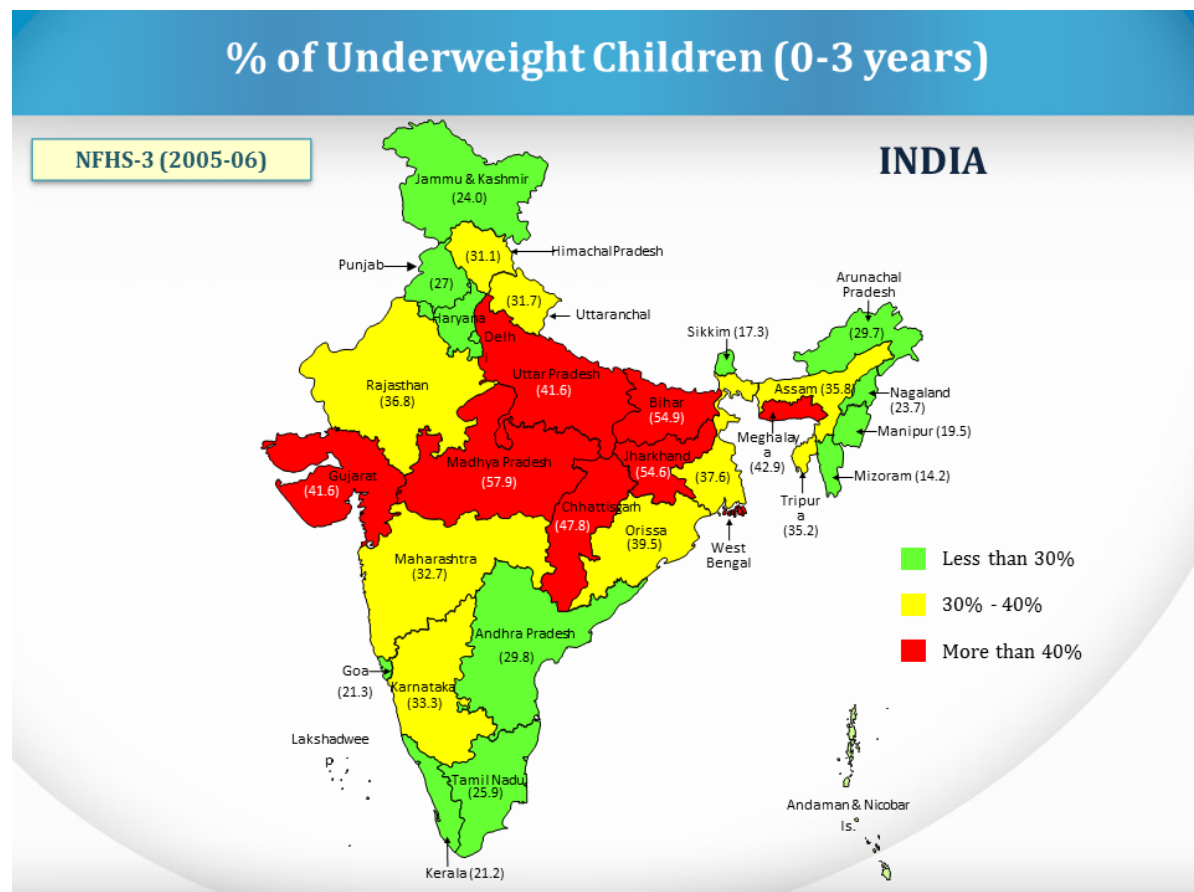 % of Underweight Children (0-3 years)
NFHS-3 (2005-06)
INDIA
Jammu & Kashmir
(24.0)
(31.1)
HimachalPradesh
Punjab
(27)
(31.7)
Uttaranchal
Haryana
Delh
i
Arunachal
Pradesh
(29.7)
Sikkim (17.3)
Rajasthan
(36.8)
Uttar Pradesh
(41.6)
Bihar
(54.9)
Assam (35.8)
Nagaland
(23.7)
Manipur (19.5)
Meghalay
a
(42.9)
Mizoram (14.2)
Tripur
a
(35.2)
Gujarat
(41.6)
Madhya Pradesh
(57.9)
Jharkhand
(54.6)
(37.6)
West
Bengal
Chhattisgarh
(47.8)
Orissa
(39.5)
Maharashtra
(32.7)
Less than 30%
30% - 40%
More than 40%
Andhra Pradesh
(29.8)
Goa
(21.3)
Karnataka
(33.3)
Lakshadwee
p
Tamil Nadu
(25.9)
Kerala (21.2)
Andaman & Nicobar
Is.